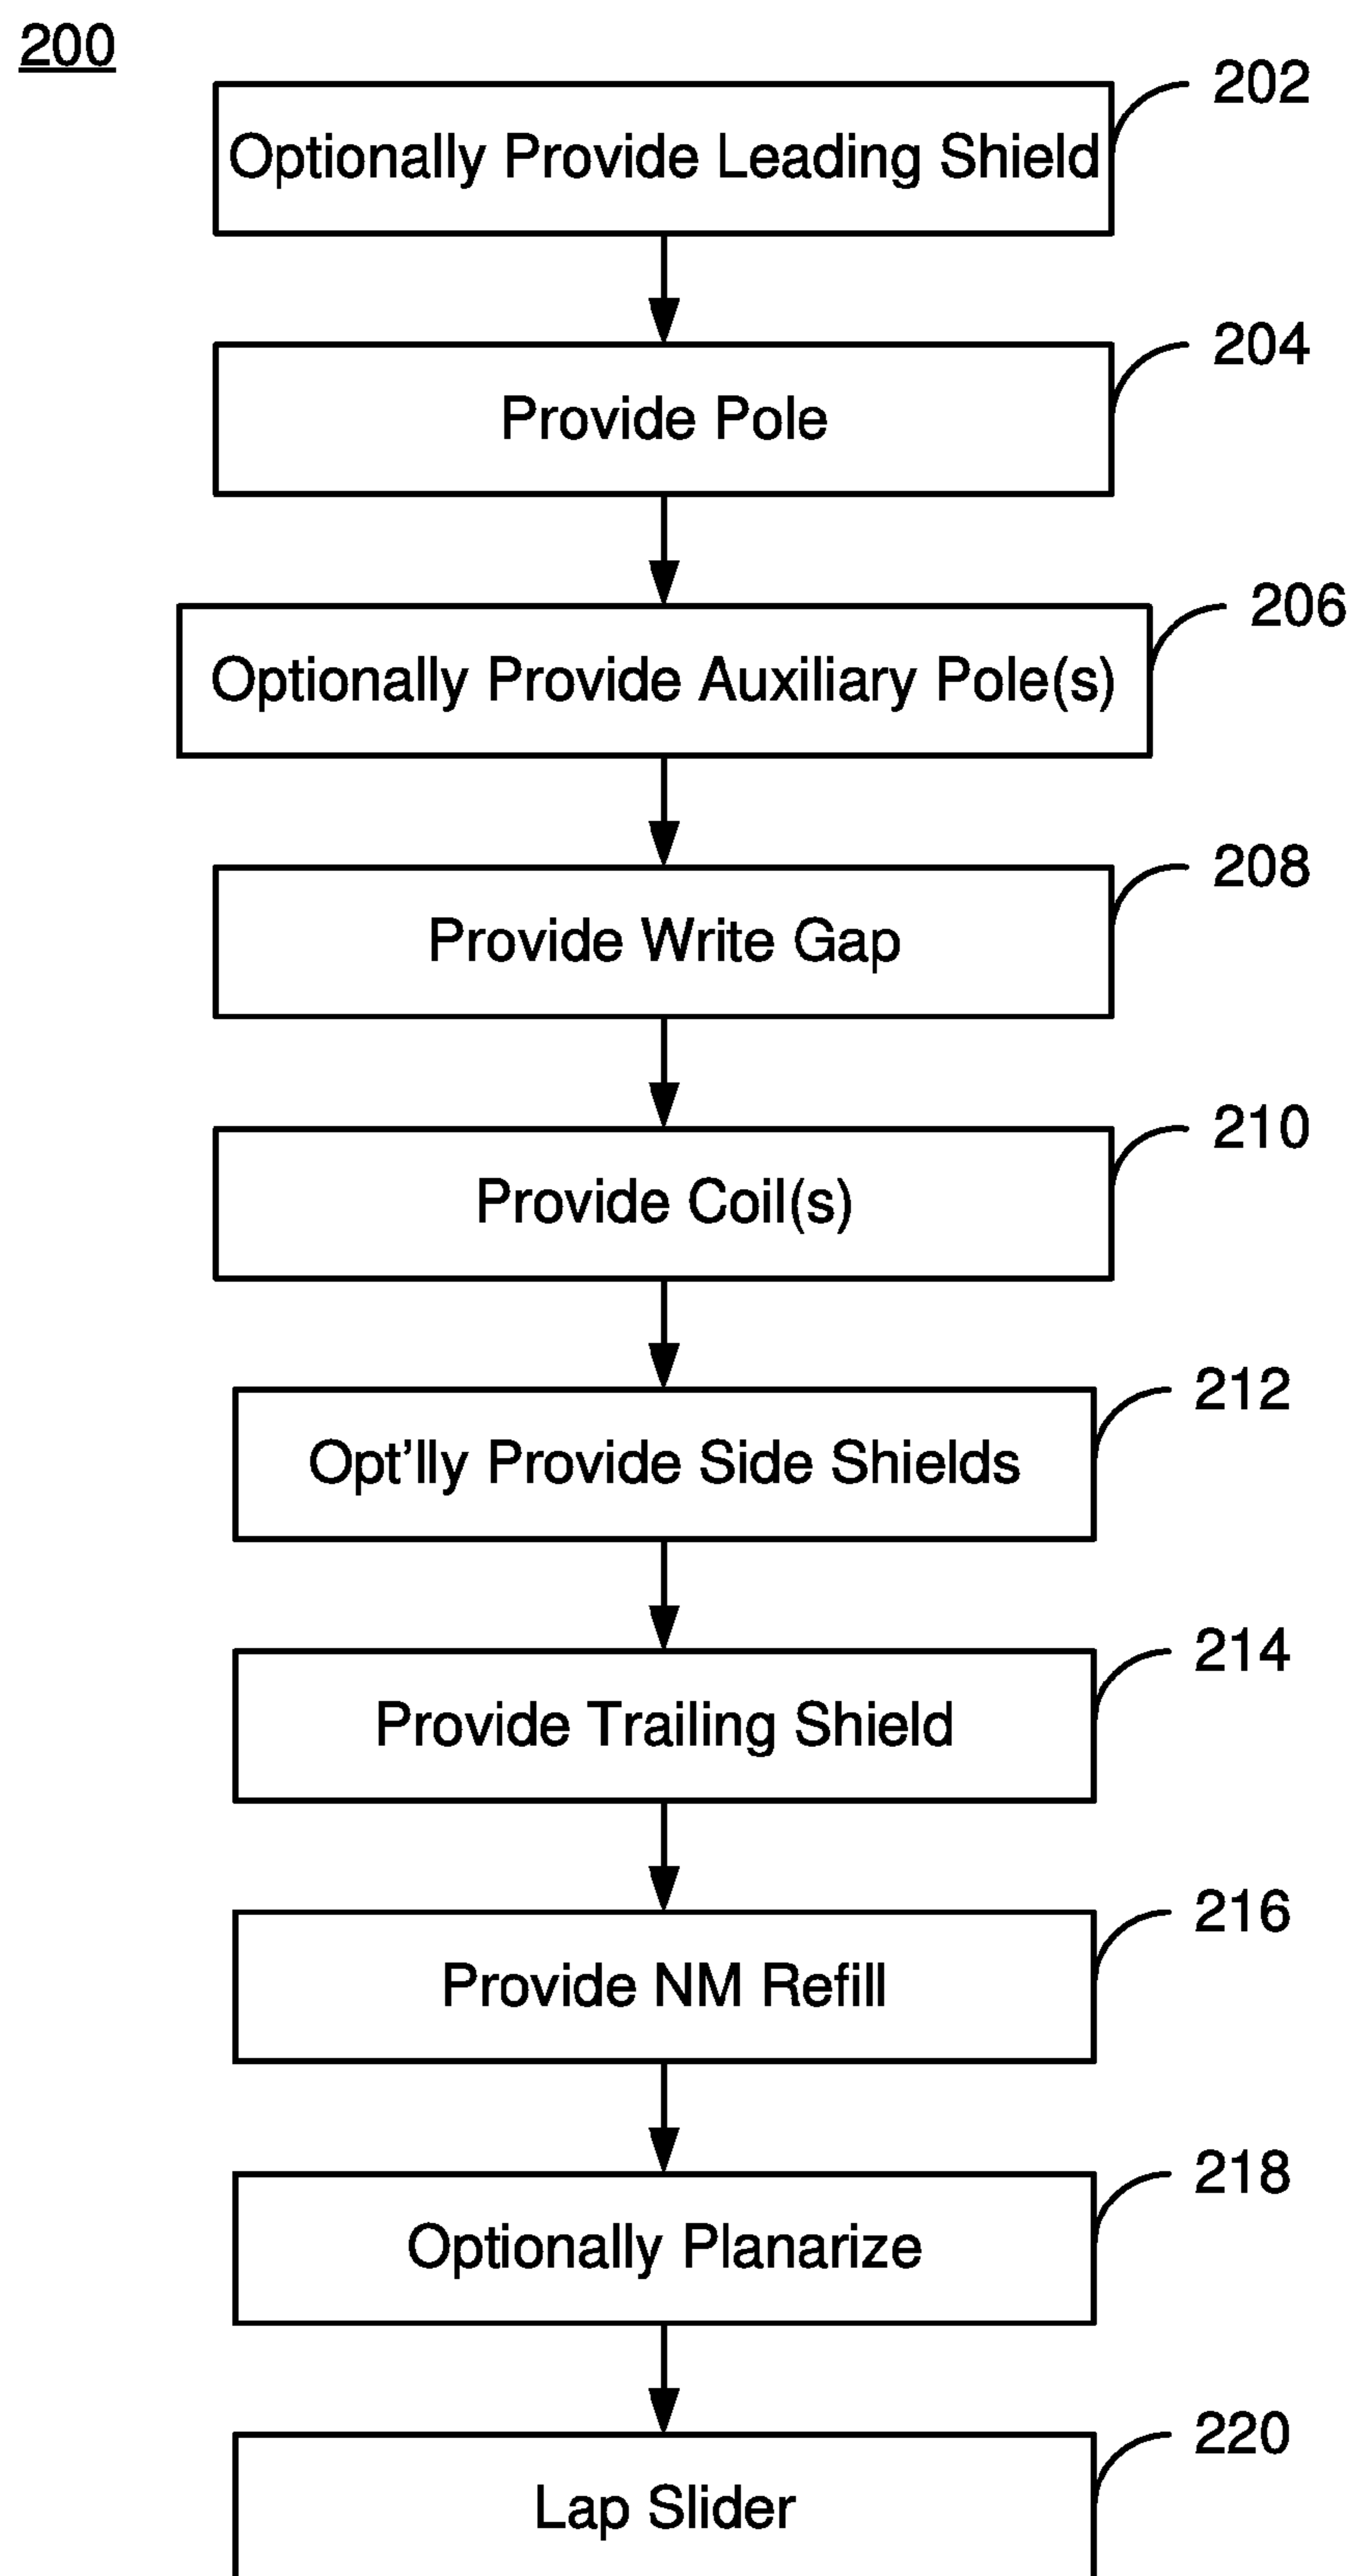 200
Optionally Provide Leading Shield 202
Provide Pole 204
Optionally Provide Auxiliary Pole(s) 206
Provide Write Gap 208
Provide Coil(s) 210
Opt'lly Provide Side Shields 212
Provide Trailing Shield 214
Provide NM Refill 216
Optionally Planarize 218
Lap Slider 220